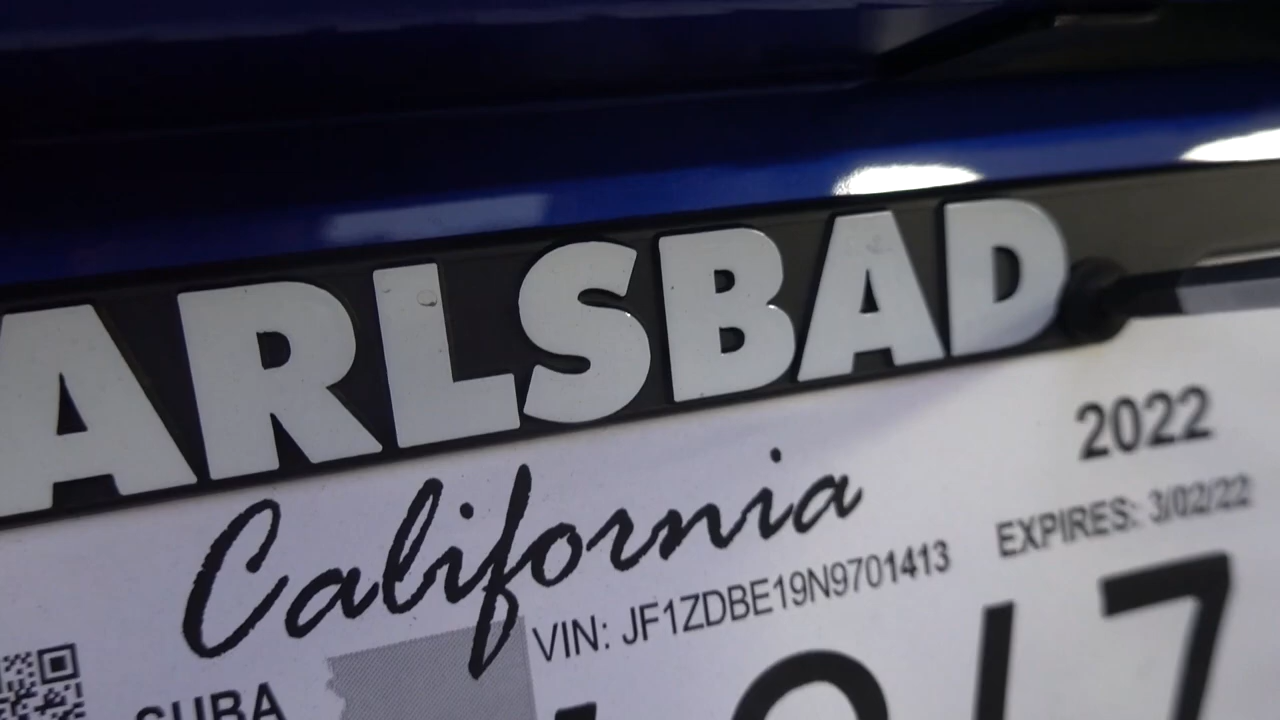 ARLSBAD
California
2022
EXPIRES: 3/02/22
VIN: JF1ZDBE19N9701413
SUBA